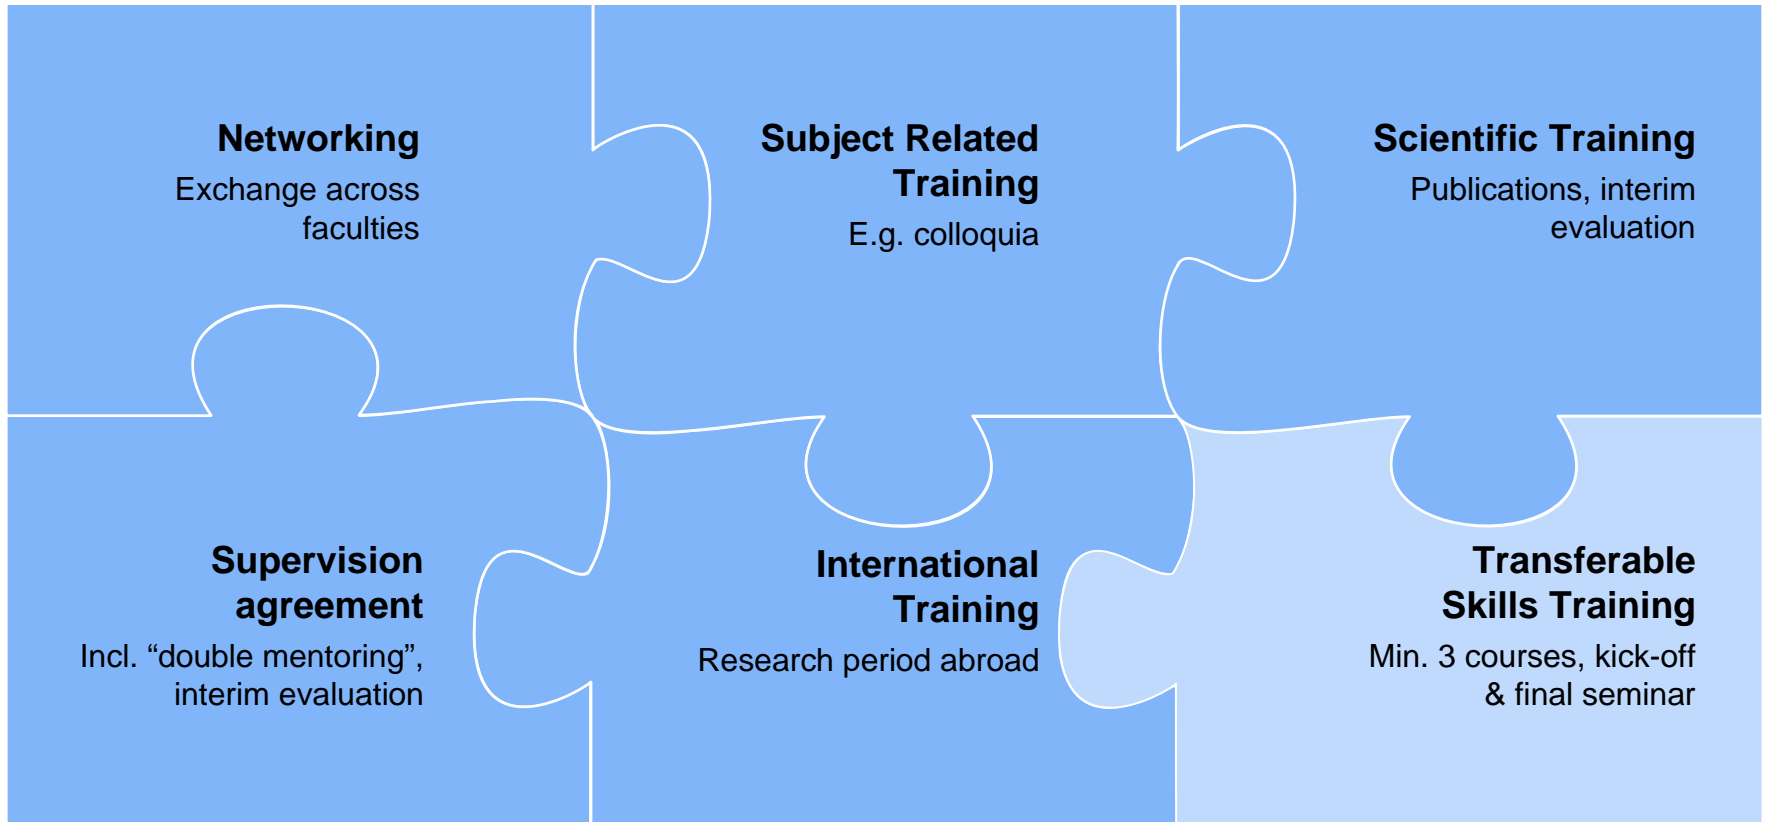 Networking
Exchange across
faculties
Subject Related
Training
E.g. colloquia
Scientific Training
Publications, interim
evaluation
Supervision
agreement
Incl. “double mentoring”,
interim evaluation
International
Training
Research period abroad
Transferable
Skills Training
Min. 3 courses, kick-off
& final seminar